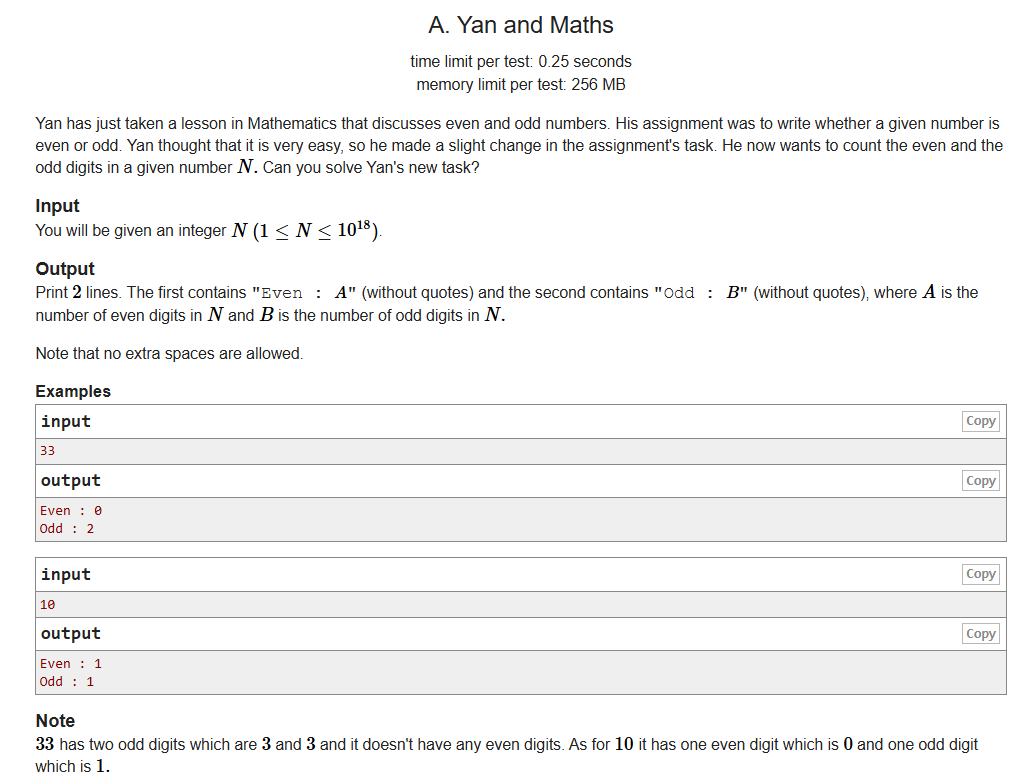 A. Yan and Maths
time limit per test: 0.25 seconds
memory limit per test: 256 MB
Yan has just taken a lesson in Mathematics that discusses even and odd numbers. His assignment was to write whether a given number is
even or odd. Yan thought that it is very easy, so he made a slight change in the assignment's task. He now wants to count the even and the
odd digits in a given number N. Can you solve Yan's new task?
Input
You will be given an integer N (1 ≤ N ≤ 10¹⁸).
Output
Print 2 lines. The first contains "Even : A" (without quotes) and the second contains "Odd : B" (without quotes), where A is the
number of even digits in N and B is the number of odd digits in N.
Note that no extra spaces are allowed.
Examples
input Copy
33
output Copy
Even : 0
Odd : 2
input Copy
10
output Copy
Even : 1
Odd : 1
Note
33 has two odd digits which are 3 and 3 and it doesn't have any even digits. As for 10 it has one even digit which is 0 and one odd digit
which is 1.